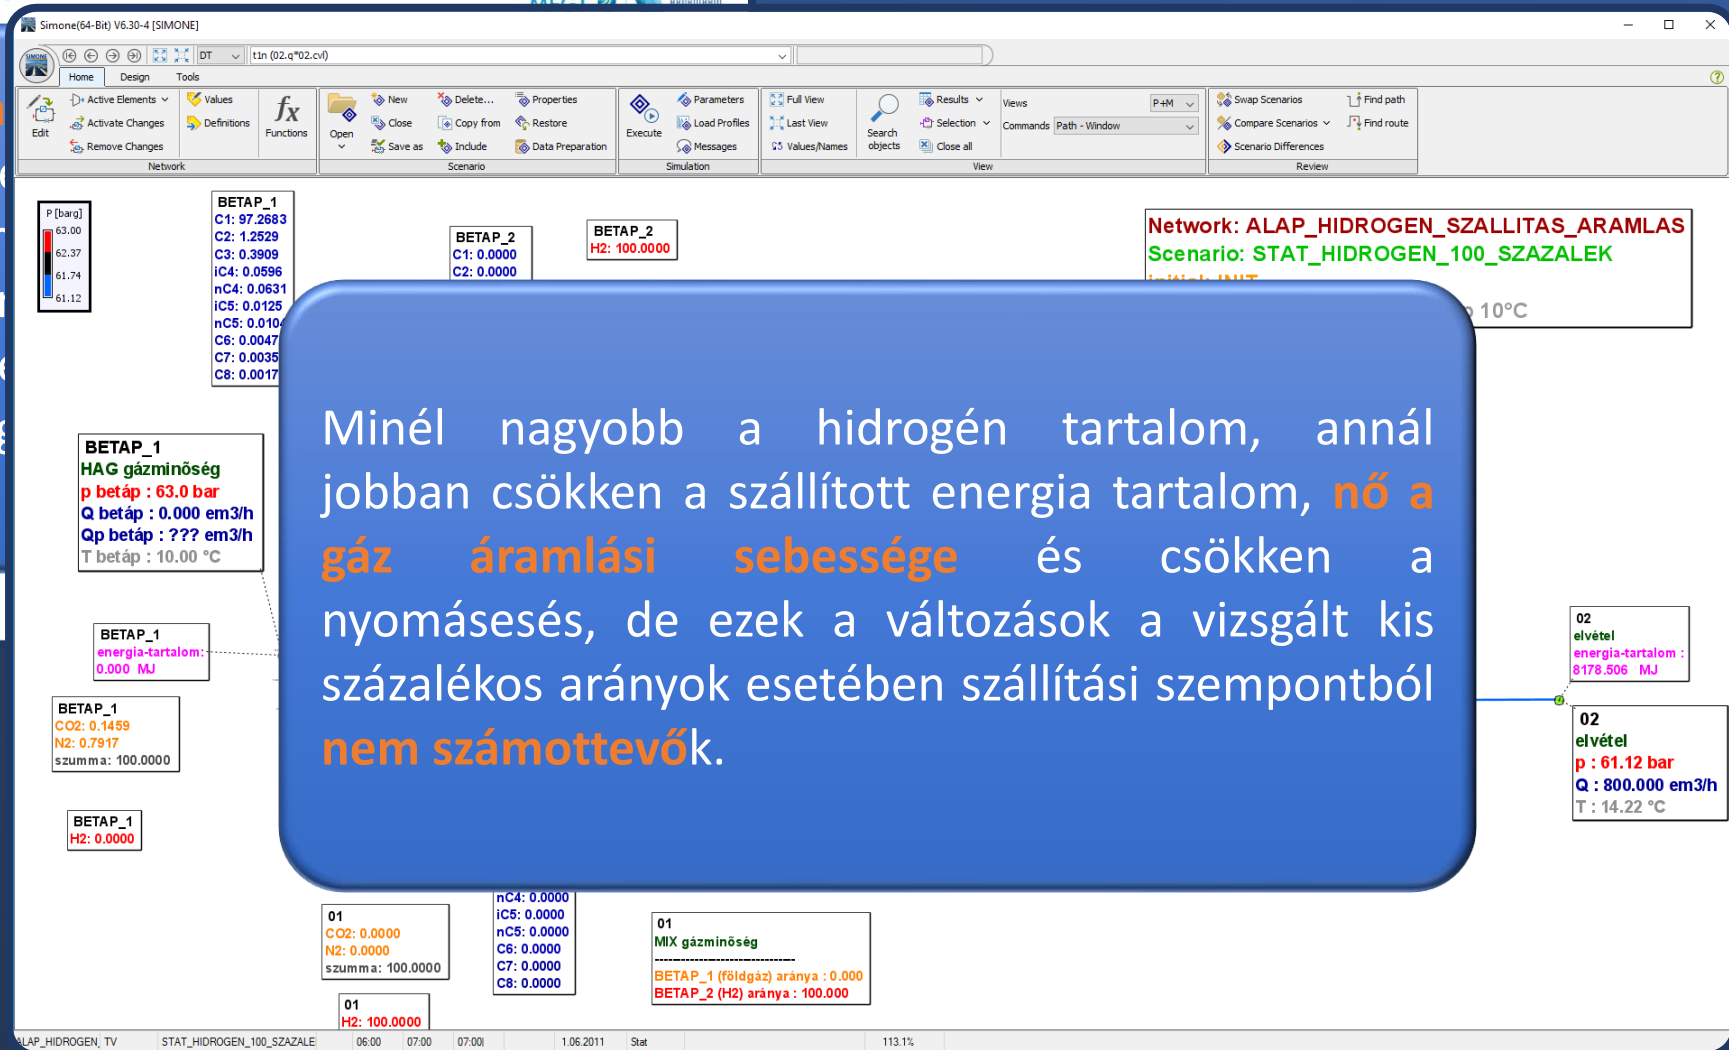 Simone(64-Bit) V6.30-4 [SIMONE]
DT
t1n (02.q*02.cvl)
Home Design Tools
Edit
Active Elements
Activate Changes
Remove Changes
Values
Definitions
fx
Functions
Network
Open
New
Close
Save as
Delete...
Copy from
Include
Properties
Restore
Data Preparation
Scenario
Execute
Parameters
Load Profiles
Messages
Simulation
Full View
Last View
Values/Names
Search
objects
Results
Selection
Close all
Views P+M
Commands Path - Window
View
Swap Scenarios
Compare Scenarios
Scenario Differences
Find path
Find route
Review
P [barg]
63.00
62.37
61.74
61.12
BETAP_1
C1: 97.2683
C2: 1.2529
C3: 0.3909
iC4: 0.0596
nC4: 0.0631
iC5: 0.0125
nC5: 0.0104
C6: 0.0047
C7: 0.0035
C8: 0.0017
BETAP_2
C1: 0.0000
C2: 0.0000
BETAP_2
H2: 100.0000
Network: ALAP_HIDROGEN_SZALLITAS_ARAMLAS
Scenario: STAT_HIDROGEN_100_SZAZALEK
10°C
BETAP_1
HAG gázminõség
p betáp : 63.0 bar
Q betáp : 0.000 em3/h
Qp betáp : ??? em3/h
T betáp : 10.00 °C
BETAP_1
energia-tartalom:
0.000 MJ
BETAP_1
CO2: 0.1459
N2: 0.7917
szumma: 100.0000
BETAP_1
H2: 0.0000
Minél nagyobb a hidrogén tartalom, annál
jobban csökken a szállított energia tartalom, nő a
gáz áramlási sebessége és csökken a
nyomásesés, de ezek a változások a vizsgált kis
százalékos arányok esetében szállítási szempontból
nem számottevők.
02
elvétel
energia-tartalom :
8178.506 MJ
02
elvétel
p : 61.12 bar
Q : 800.000 em3/h
T : 14.22 °C
01
CO2: 0.0000
N2: 0.0000
szumma: 100.0000
01
H2: 100.0000
nC4: 0.0000
iC5: 0.0000
nC5: 0.0000
C6: 0.0000
C7: 0.0000
C8: 0.0000
01
MIX gázminõség
--------------------------------
BETAP_1 (földgáz) aránya : 0.000
BETAP_2 (H2) aránya : 100.000
ALAP_HIDROGEN_ TV STAT_HIDROGEN_100_SZAZALE 06:00 07:00 07:00 1.06.2011 Stat 113.1%